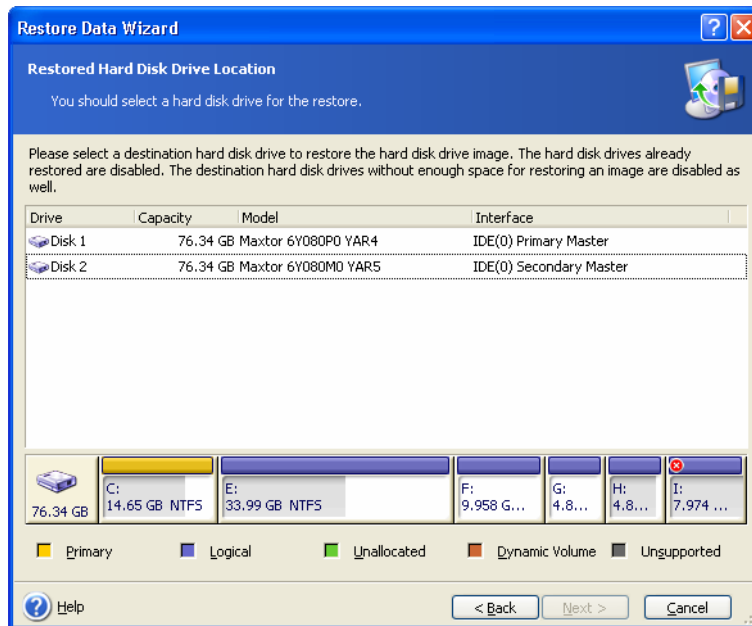 Restore Data Wizard
Restored Hard Disk Drive Location
You should select a hard disk drive for the restore.
Please select a destination hard disk drive to restore the hard disk drive image. The hard disk drives already
restored are disabled. The destination hard disk drives without enough space for restoring an image are disabled as
well.
Drive Capacity Model Interface
Disk 1 76.34 GB Maxtor 6Y080P0 YAR4 IDE(0) Primary Master
Disk 2 76.34 GB Maxtor 6Y080M0 YAR5 IDE(0) Secondary Master
C: E: F: G: H: I:
76.34 GB 14.65 GB NTFS 33.99 GB NTFS 9.958 G... 4.8... 4.8... 7.974 ...
Primary Logical Unallocated Dynamic Volume Unsupported
Help < Back Next > Cancel